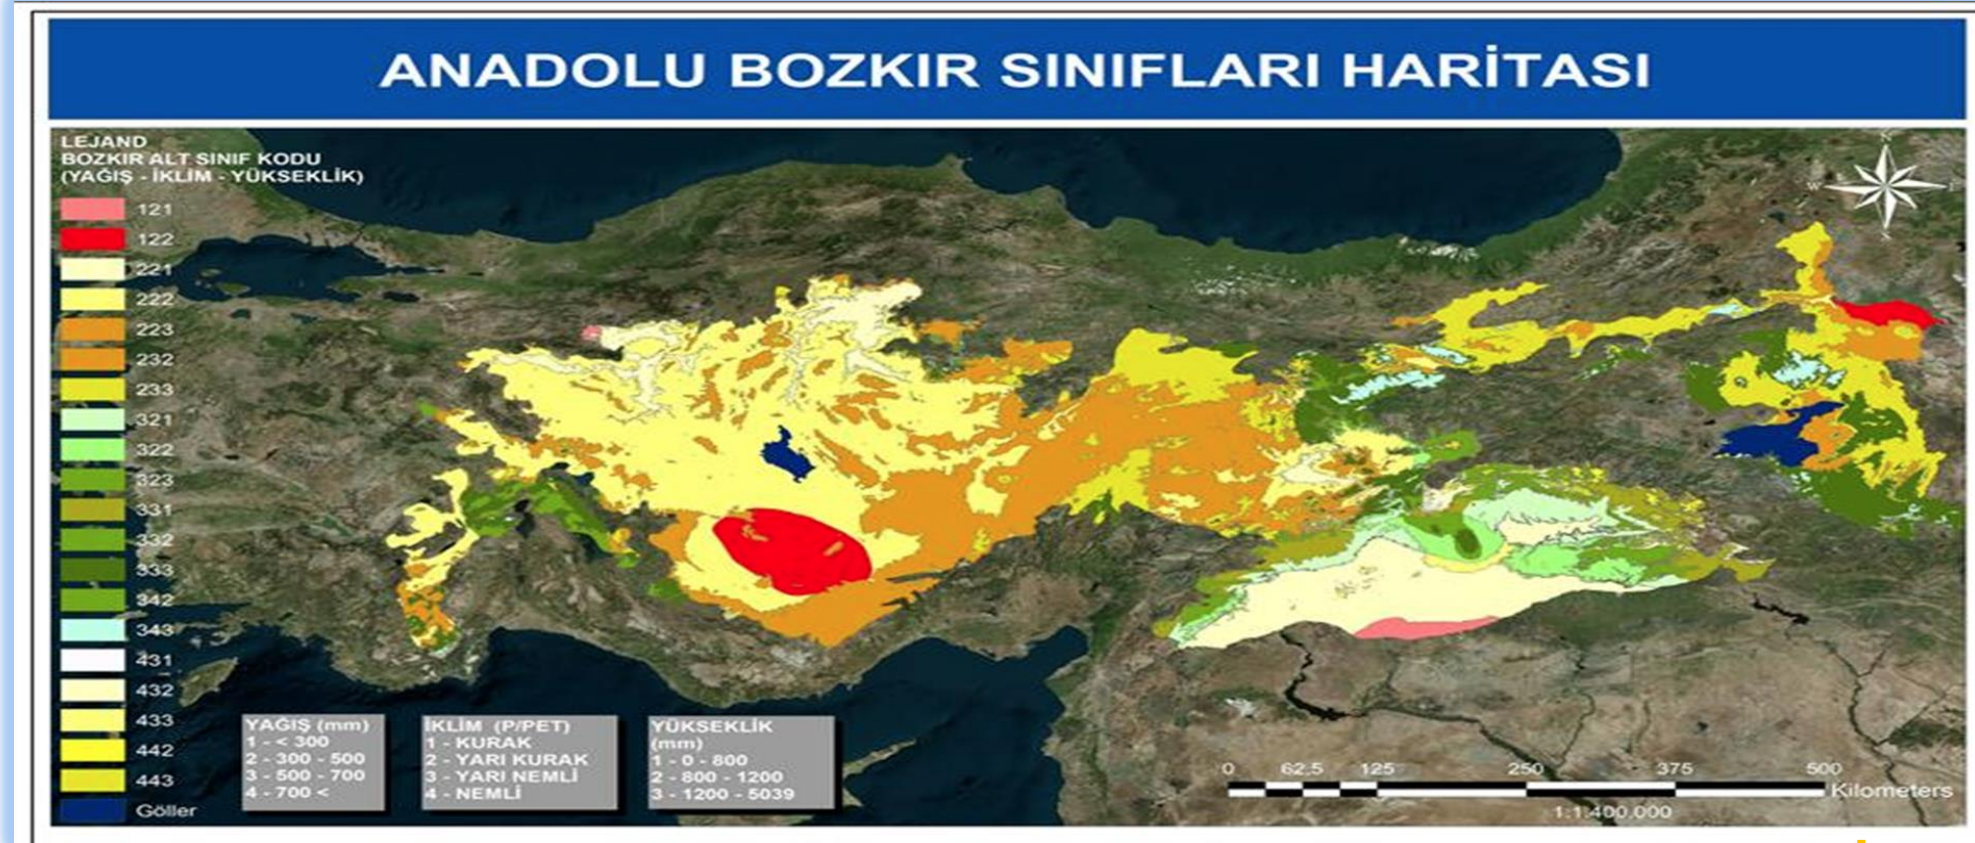 ANADOLU BOZKIR SINIFLARI HARİTASI
LEJAND
BOZKIR ALT SINIF KODU
(YAĞIŞ - İKLİM - YÜKSEKLİK)
121
122
221
222
223
232
233
321
322
323
331
332
333
342
343
431
432
433
442
443
Göller
YAĞIŞ (mm)
1 - < 300
2 - 300 - 500
3 - 500 - 700
4 - 700 <
İKLİM (P/PET)
1 - KURAK
2 - YARI KURAK
3 - YARI NEMLİ
4 - NEMLİ
YÜKSEKLİK
(mm)
1 - 0 - 800
2 - 800 - 1200
3 - 1200 - 5039
N
W
0 62,5 125 250 375 500
Kilometers
1:1.400.000